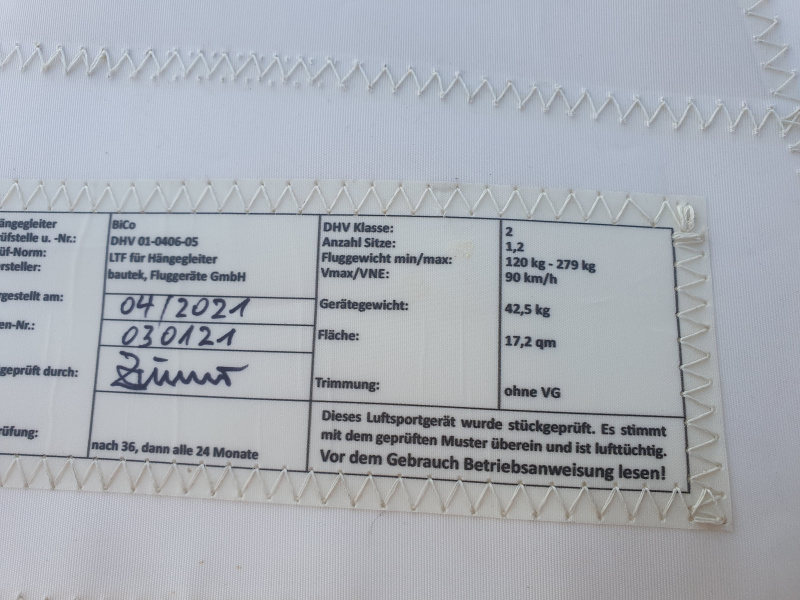 ängegleiter BiCo
üfstelle u. -Nr.: DHV 01-0406-05
üf-Norm: LTF für Hängegleiter
rsteller: bautek, Fluggeräte GmbH
rgestellt am: 04/2021
en-Nr.: 030121
geprüft durch:
rüfung: nach 36, dann alle 24 Monate
DHV Klasse: 2
Anzahl Sitze: 1,2
Fluggewicht min/max: 120 kg - 279 kg
Vmax/VNE: 90 km/h
Gerätegewicht: 42,5 kg
Fläche: 17,2 qm
Trimmung: ohne VG
Dieses Luftsportgerät wurde stückgeprüft. Es stimmt
mit dem geprüften Muster überein und ist lufttüchtig.
Vor dem Gebrauch Betriebsanweisung lesen!